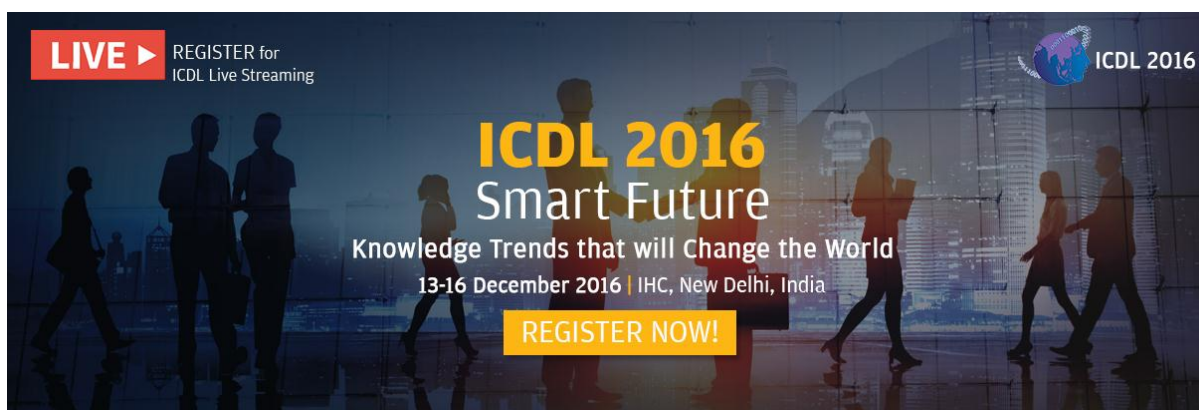 LIVE
REGISTER for
ICDL Live Streaming
ICDL 2016
ICDL 2016
Smart Future
Knowledge Trends that will Change the World
13-16 December 2016 | IHC, New Delhi, India
REGISTER NOW!